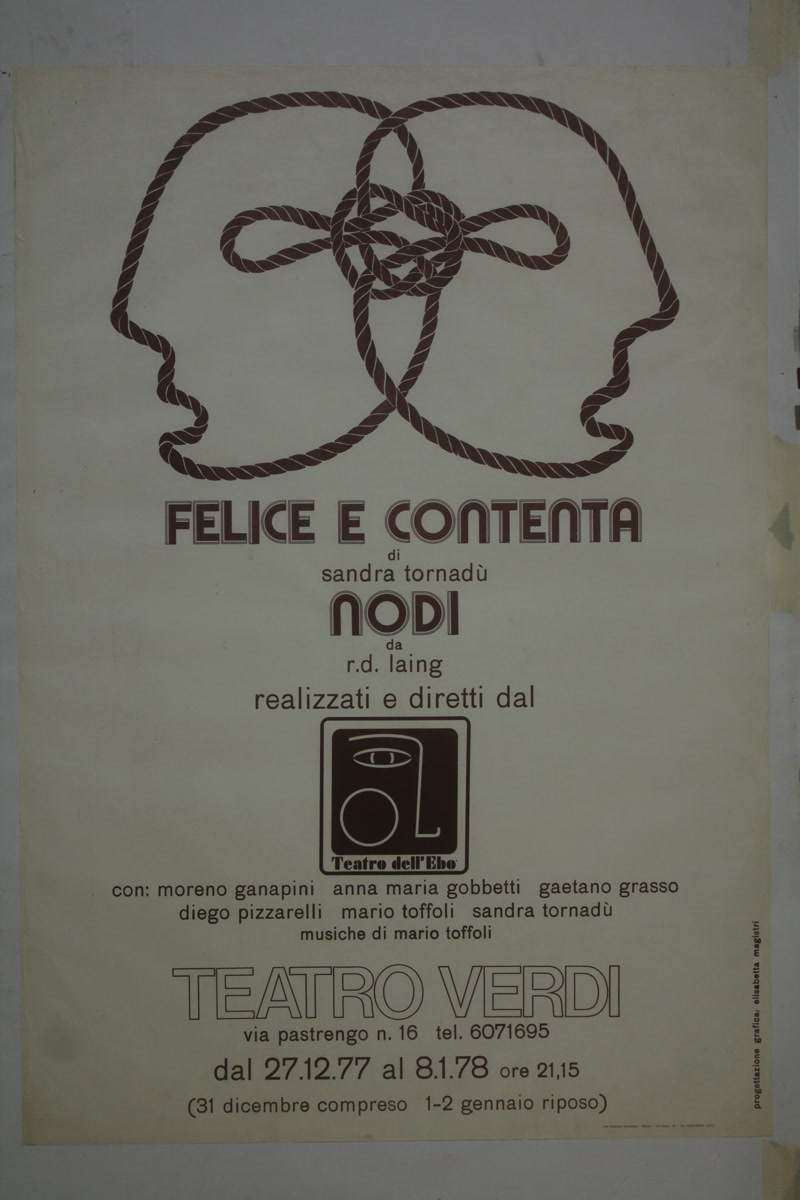 FELICE E CONTENTA
di
sandra tornadù
NODI
da
r.d. laing
realizzati e diretti dal
Teatro dell'Ebo
con: moreno ganapini anna maria gobbetti gaetano grasso
diego pizzarelli mario toffoli sandra tornadù
musiche di mario toffoli
TEATRO VERDI
via pastrengo n. 16 tel. 6071695
dal 27.12.77 al 8.1.78 ore 21,15
(31 dicembre compreso 1-2 gennaio riposo)
progettazione grafica: elisabetta magistri